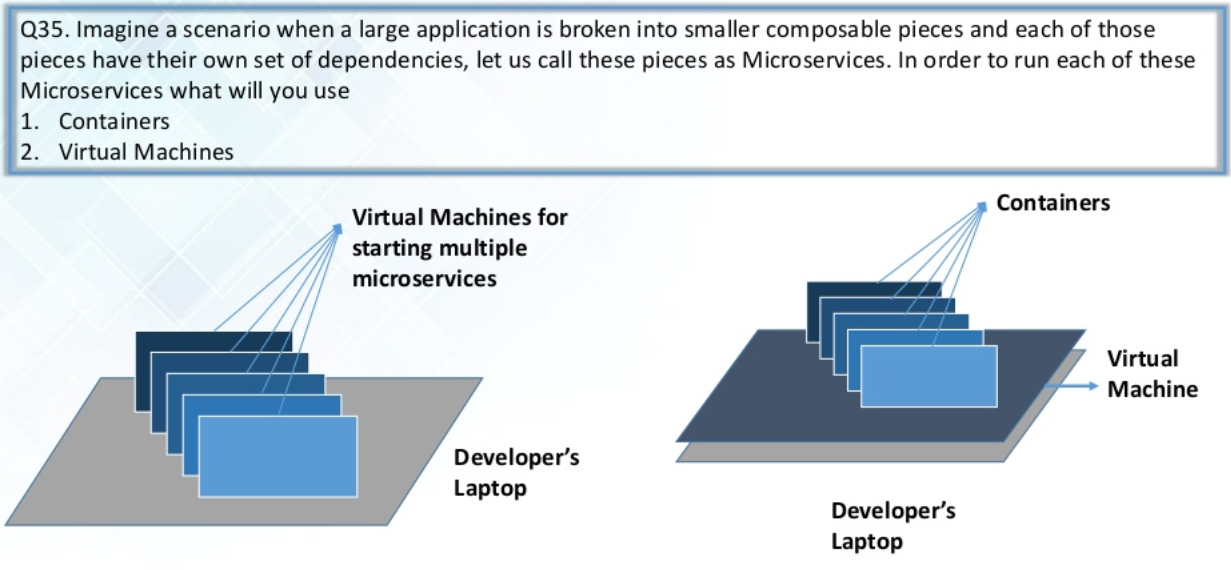 Q35. Imagine a scenario when a large application is broken into smaller composable pieces and each of those
pieces have their own set of dependencies, let us call these pieces as Microservices. In order to run each of these
Microservices what will you use
1. Containers
2. Virtual Machines
Virtual Machines for
starting multiple
microservices
Developer's
Laptop
Containers
Virtual
Machine
Developer's
Laptop